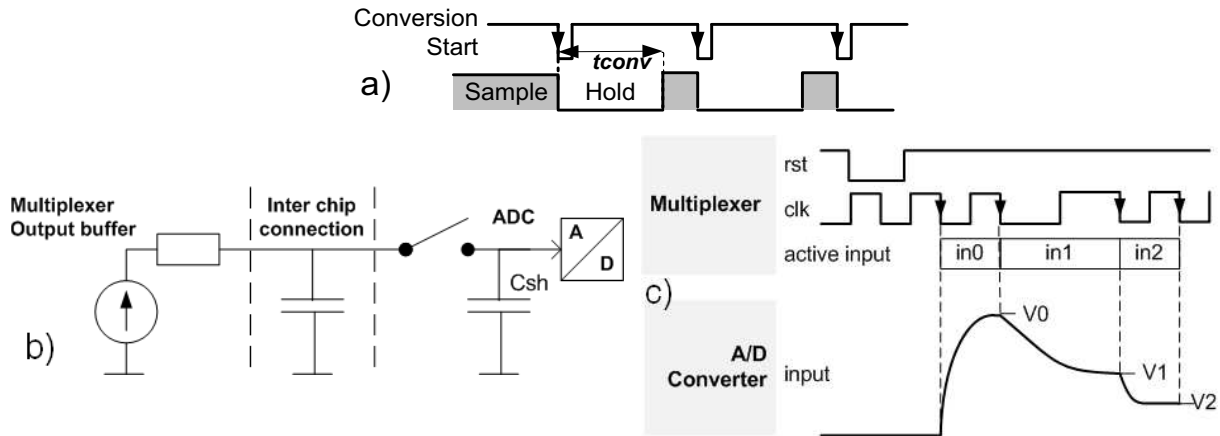 Conversion
Start
tconv
a)
Sample
Hold
Multiplexer
Output buffer
Inter chip
connection
ADC
A
D
Csh
b)
Multiplexer
rst
clk
active input
in0
in1
in2
c)
A/D
Converter
input
V0
V1
V2